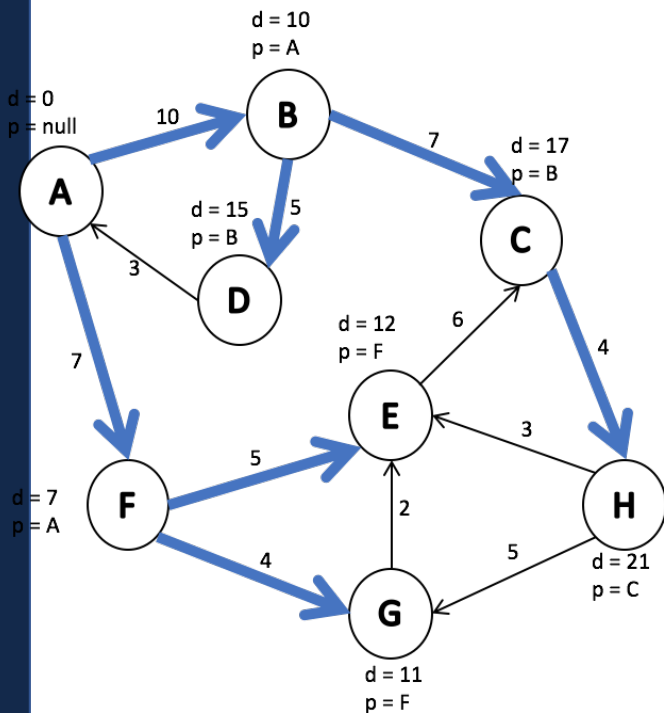 d = 10
p = A
d = 0
p = null
10
B
7
d = 17
p = B
A
d = 15
p = B
5
C
3
D
d = 12
p = F
6
4
7
E
3
5
d = 7
p = A
F
2
H
4
5
d = 21
p = C
G
d = 11
p = F